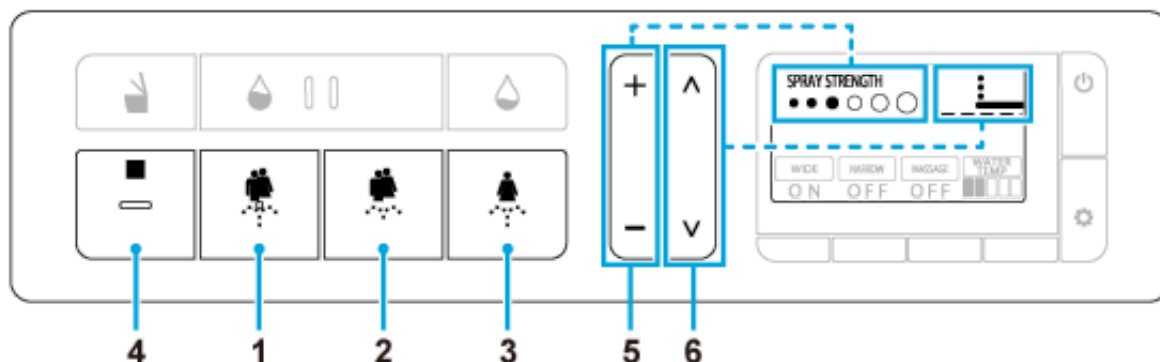 + ∧
SPRAY STRENGTH
WIDE NARROW MASSAGE WATER TEMP
ON OFF OFF
− ∨
4 1 2 3 5 6